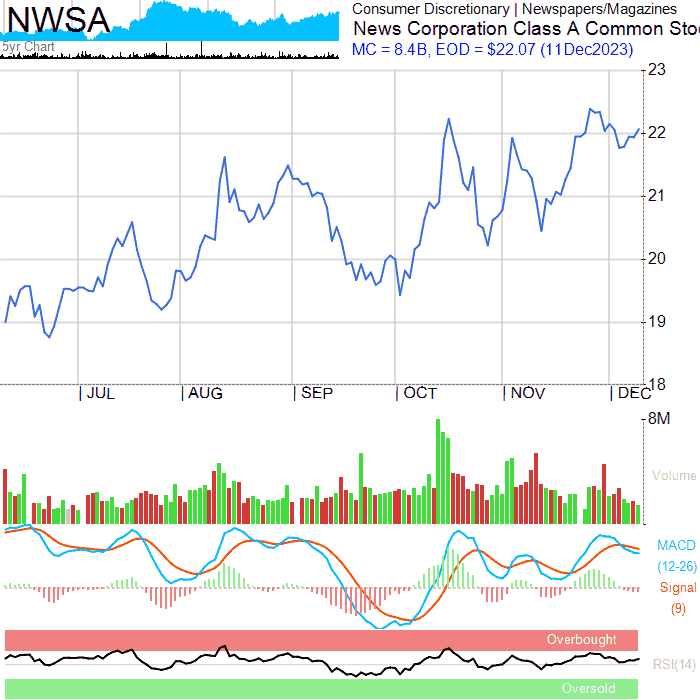 NWSA
5yr Chart
Consumer Discretionary | Newspapers/Magazines
News Corporation Class A Common Sto
MC = 8.4B, EOD = $22.07 (11Dec2023)
23
22
21
20
19
18
| JUL | AUG | SEP | OCT | NOV | DEC
8M
Volume
MACD
(12-26)
Signal
(9)
Overbought
RSI(14)
Oversold